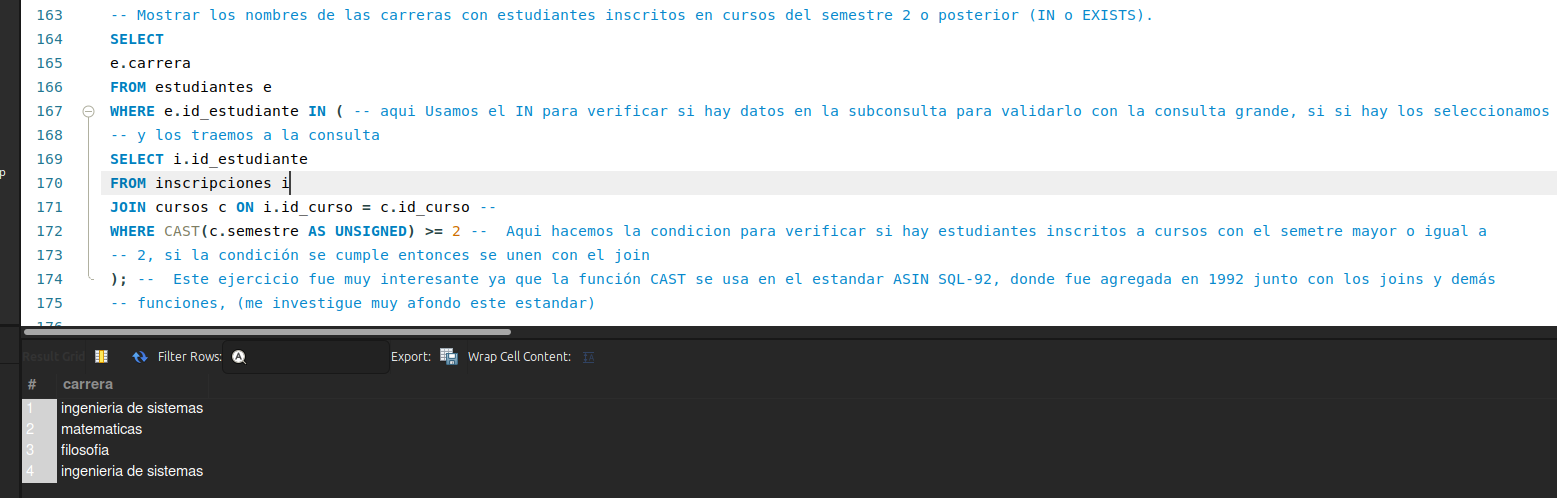 163 -- Mostrar los nombres de las carreras con estudiantes inscritos en cursos del semestre 2 o posterior (IN o EXISTS).
164 SELECT
165 e.carrera
166 FROM estudiantes e
167 WHERE e.id_estudiante IN ( -- aqui Usamos el IN para verificar si hay datos en la subconsulta para validarlo con la consulta grande, si si hay los seleccionamos
168 -- y los traemos a la consulta
169 SELECT i.id_estudiante
170 FROM inscripciones i
171 JOIN cursos c ON i.id_curso = c.id_curso --
172 WHERE CAST(c.semestre AS UNSIGNED) >= 2 --  Aqui hacemos la condicion para verificar si hay estudiantes inscritos a cursos con el semetre mayor o igual a
173 -- 2, si la condición se cumple entonces se unen con el join
174 ); --  Este ejercicio fue muy interesante ya que la función CAST se usa en el estandar ASIN SQL-92, donde fue agregada en 1992 junto con los joins y demás
175 -- funciones, (me investigue muy afondo este estandar)
176
p
Result Grid Filter Rows: Export: Wrap Cell Content:
# carrera
1 ingenieria de sistemas
2 matematicas
3 filosofia
4 ingenieria de sistemas